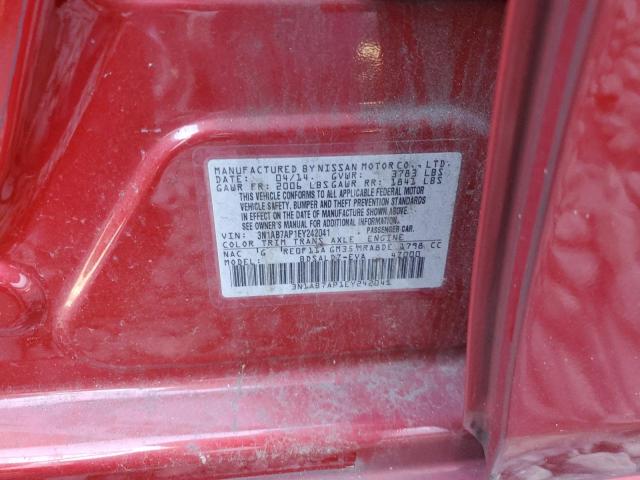 MANUFACTURED BY NISSAN MOTOR CO., LTD.
DATE: 04/14. GVWR: 3783 LBS
GAWR FR: 2006 LBS GAWR RR: 1841 LBS
THIS VEHICLE CONFORMS TO ALL APPLICABLE FEDERAL MOTOR
VEHICLE SAFETY, BUMPER AND THEFT PREVENTION STANDARDS
IN EFFECT ON THE DATE OF MANUFACTURE SHOWN ABOVE.
SEE OWNER'S MANUAL FOR ADDITIONAL INFORMATION
VIN: 3N1AB7AP1EY242041 PASSENGER CAR.
COLOR TRIM TRANS AXLE ENGINE
NAC G RE0F11A GM35 MRA8DE 1798 CC
MODEL: BDSALDZ-EVA 47000
3N1AB7AP1EY242041